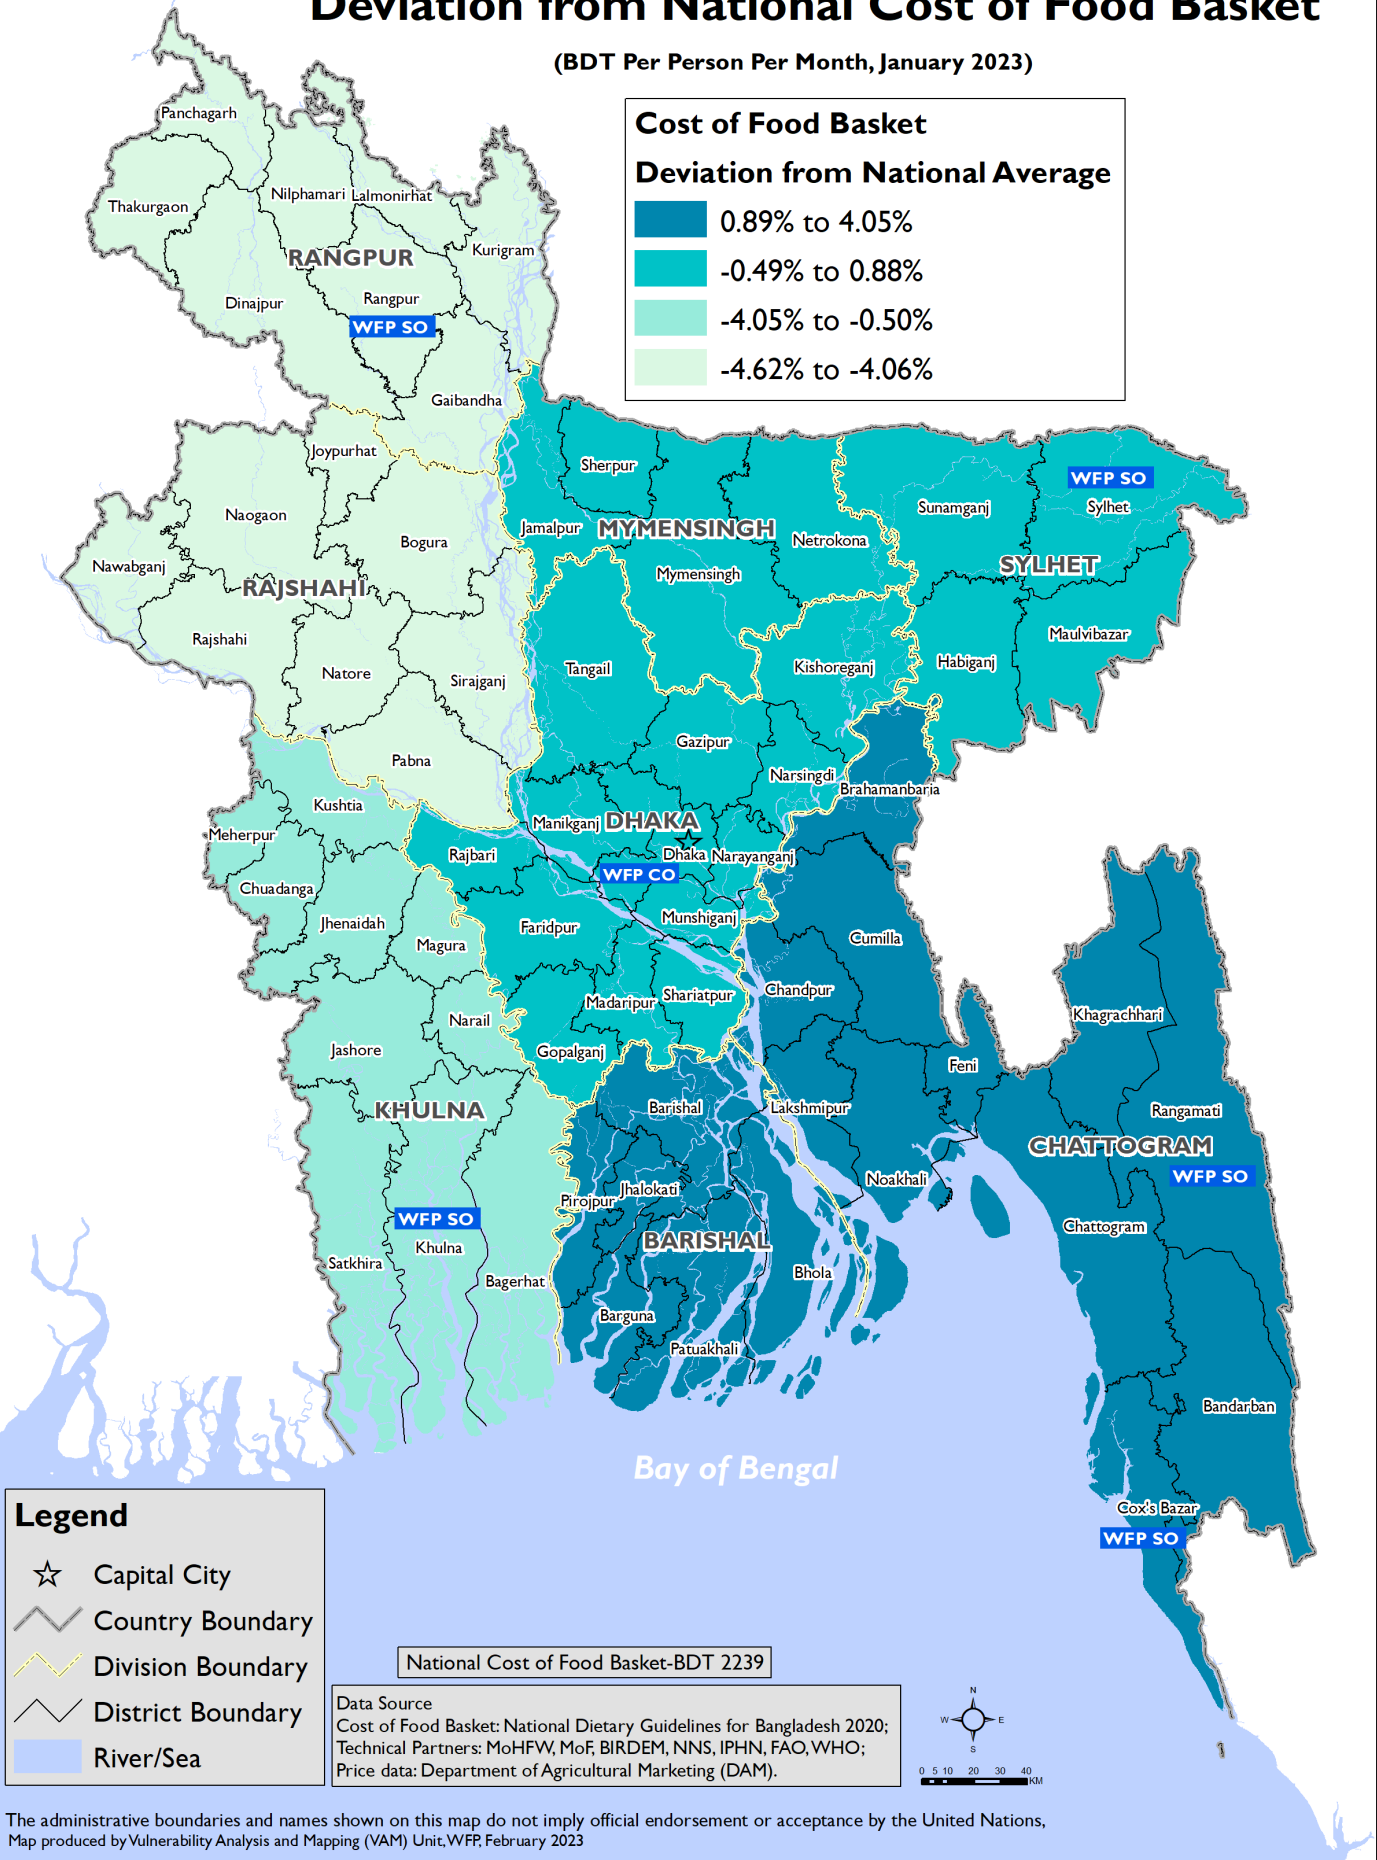 Deviation from National Cost of Food Basket
(BDT Per Person Per Month, January 2023)
Cost of Food Basket
Deviation from National Average
0.89% to 4.05%
-0.49% to 0.88%
-4.05% to -0.50%
-4.62% to -4.06%
Panchagarh
Nilphamari
Lalmonirhat
Thakurgaon
Kurigram
RANGPUR
Dinajpur
Rangpur
WFP SO
Gaibandha
Joypurhat
Sherpur
WFP SO
Sunamganj
Sylhet
Naogaon
Jamalpur
MYMENSINGH
Netrokona
Bogura
Nawabganj
SYLHET
Mymensingh
RAJSHAHI
Rajshahi
Maulvibazar
Natore
Sirajganj
Tangail
Kishoreganj
Habiganj
Gazipur
Pabna
Narsingdi
Brahamanbaria
Kushtia
Manikganj
DHAKA
Meherpur
Rajbari
Dhaka
Narayanganj
WFP CO
Chuadanga
Jhenaidah
Faridpur
Munshiganj
Magura
Cumilla
Chandpur
Shariatpur
Madaripur
Narail
Khagrachhari
Jashore
Gopalganj
Feni
KHULNA
Barishal
Lakshmipur
Rangamati
CHATTOGRAM
WFP SO
Noakhali
Jhalokati
Pirojpur
WFP SO
Chattogram
BARISHAL
Khulna
Satkhira
Bagerhat
Bhola
Barguna
Patuakhali
Bandarban
Bay of Bengal
Cox's Bazar
WFP SO
Legend
Capital City
Country Boundary
Division Boundary
District Boundary
River/Sea
National Cost of Food Basket-BDT 2239
Data Source
Cost of Food Basket: National Dietary Guidelines for Bangladesh 2020;
Technical Partners: MoHFW, MoF, BIRDEM, NNS, IPHN, FAO, WHO;
Price data: Department of Agricultural Marketing (DAM).
N
W E
S
0 5 10 20 30 40
KM
The administrative boundaries and names shown on this map do not imply official endorsement or acceptance by the United Nations,
Map produced by Vulnerability Analysis and Mapping (VAM) Unit, WFP, February 2023